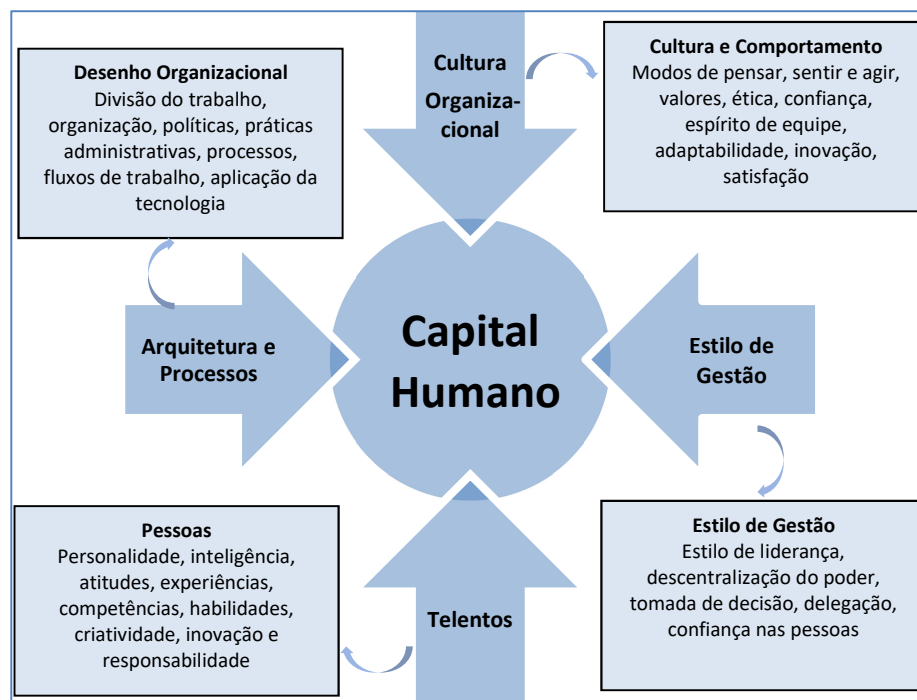 Desenho Organizacional
Divisão do trabalho,
organização, políticas, práticas
administrativas, processos,
fluxos de trabalho, aplicação da
tecnologia
Cultura
Organiza-
cional
Cultura e Comportamento
Modos de pensar, sentir e agir,
valores, ética, confiança,
espírito de equipe,
adaptabilidade, inovação,
satisfação
Arquitetura e
Processos
Capital
Humano
Estilo de
Gestão
Pessoas
Personalidade, inteligência,
atitudes, experiências,
competências, habilidades,
criatividade, inovação e
responsabilidade
Telentos
Estilo de Gestão
Estilo de liderança,
descentralização do poder,
tomada de decisão, delegação,
confiança nas pessoas